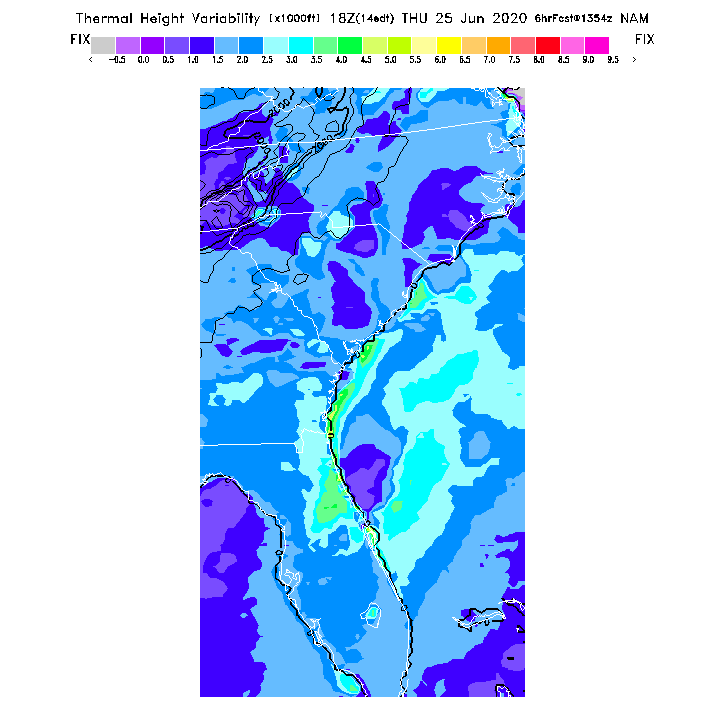 Thermal Height Variability [x1000ft] 18Z(14edt) THU 25 Jun 2020 6hrFcst@1354z NAM
FIX FIX
< -0.5 0.0 0.5 1.0 1.5 2.0 2.5 3.0 3.5 4.0 4.5 5.0 5.5 6.0 6.5 7.0 7.5 8.0 8.5 9.0 9.5 >